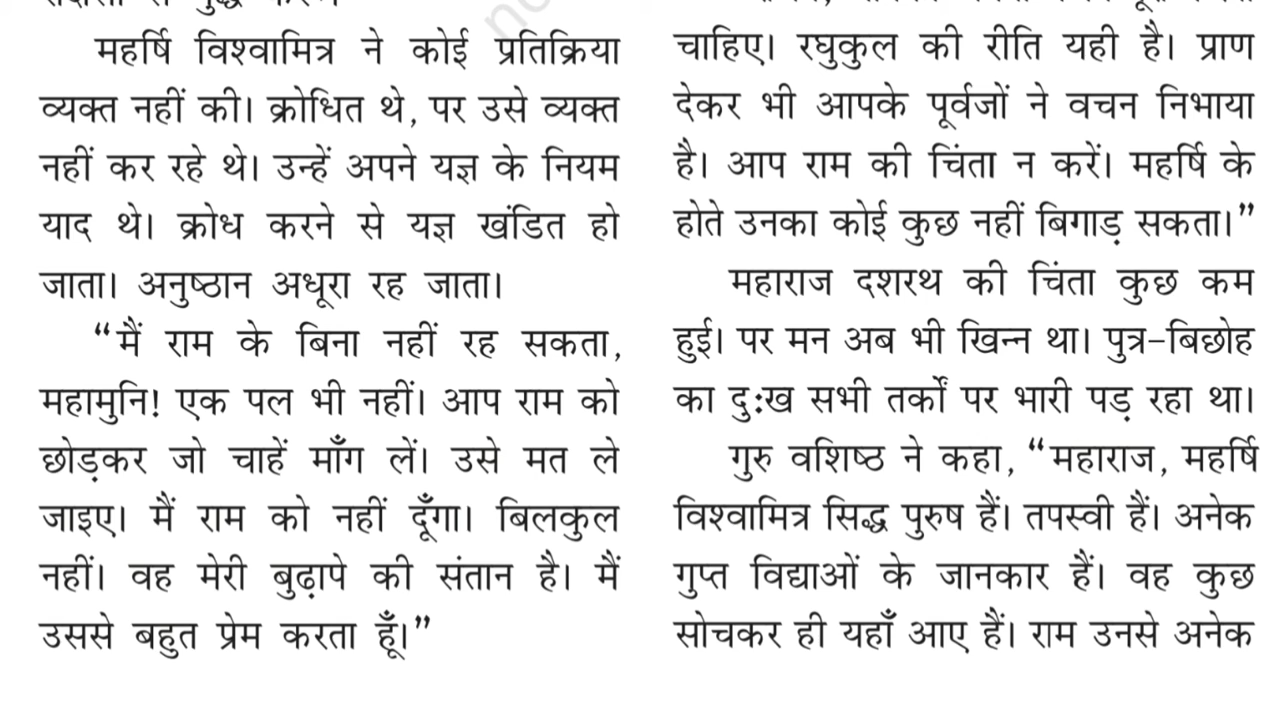 महर्षि विश्वामित्र ने कोई प्रतिक्रिया
व्यक्त नहीं की। क्रोधित थे, पर उसे व्यक्त
नहीं कर रहे थे। उन्हें अपने यज्ञ के नियम
याद थे। क्रोध करने से यज्ञ खंडित हो
जाता। अनुष्ठान अधूरा रह जाता।
“मैं राम के बिना नहीं रह सकता,
महामुनि! एक पल भी नहीं। आप राम को
छोड़कर जो चाहें माँग लें। उसे मत ले
जाइए। मैं राम को नहीं दूँगा। बिलकुल
नहीं। वह मेरी बुढ़ापे की संतान है। मैं
उससे बहुत प्रेम करता हूँ।”
चाहिए। रघुकुल की रीति यही है। प्राण
देकर भी आपके पूर्वजों ने वचन निभाया
है। आप राम की चिंता न करें। महर्षि के
होते उनका कोई कुछ नहीं बिगाड़ सकता।”
महाराज दशरथ की चिंता कुछ कम
हुई। पर मन अब भी खिन्न था। पुत्र-बिछोह
का दुःख सभी तर्कों पर भारी पड़ रहा था।
गुरु वशिष्ठ ने कहा, “महाराज, महर्षि
विश्वामित्र सिद्ध पुरुष हैं। तपस्वी हैं। अनेक
गुप्त विद्याओं के जानकार हैं। वह कुछ
सोचकर ही यहाँ आए हैं। राम उनसे अनेक